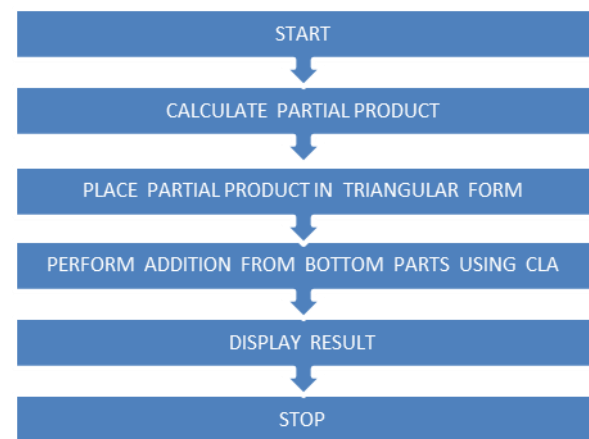 START
CALCULATE PARTIAL PRODUCT
PLACE PARTIAL PRODUCT IN TRIANGULAR FORM
PERFORM ADDITION FROM BOTTOM PARTS USING CLA
DISPLAY RESULT
STOP